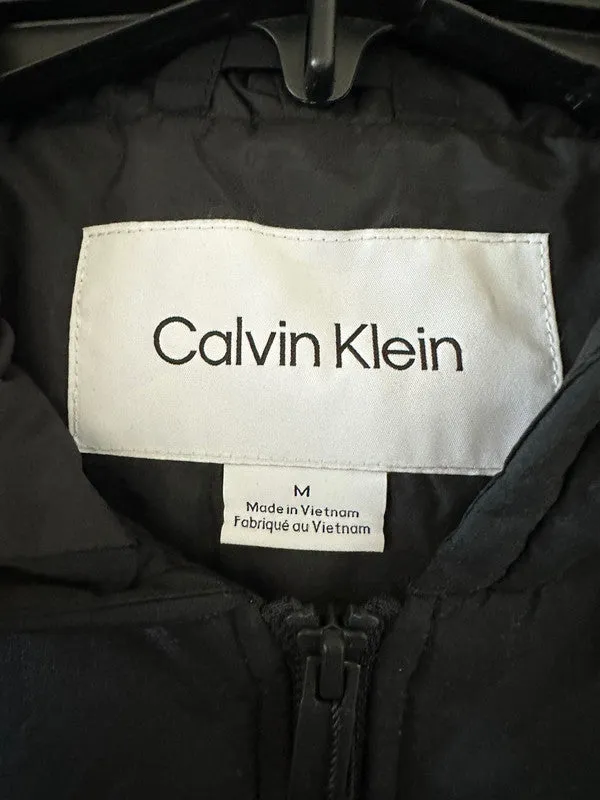 Calvin Klein
M
Made in Vietnam
Fabriqué au Vietnam